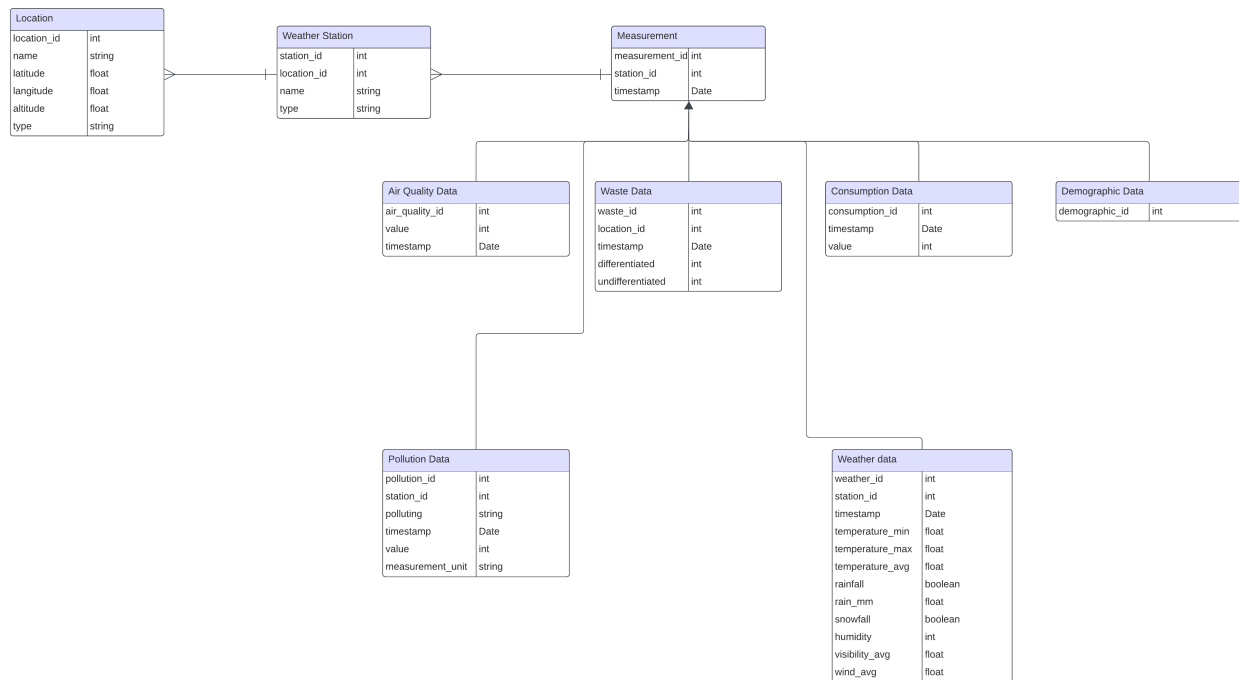 Location
location_id int
name string
latitude float
langitude float
altitude float
type string
Weather Station
station_id int
location_id int
name string
type string
Measurement
measurement_id int
station_id int
timestamp Date
Air Quality Data
air_quality_id int
value int
timestamp Date
Waste Data
waste_id int
location_id int
timestamp Date
differentiated int
undifferentiated int
Consumption Data
consumption_id int
timestamp Date
value int
Demographic Data
demographic_id int
Pollution Data
pollution_id int
station_id int
polluting string
timestamp Date
value int
measurement_unit string
Weather data
weather_id int
station_id int
timestamp Date
temperature_min float
temperature_max float
temperature_avg float
rainfall boolean
rain_mm float
snowfall boolean
humidity int
visibility_avg float
wind_avg float